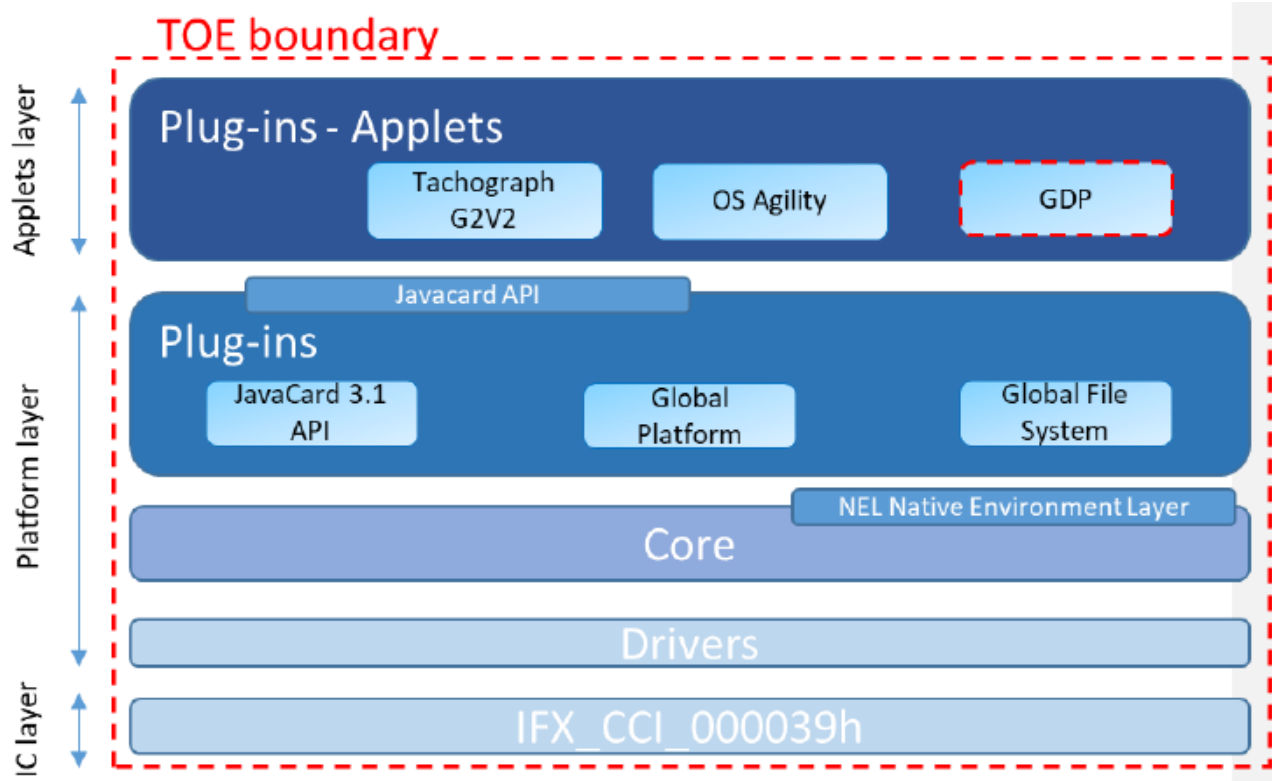 TOE boundary
Applets layer
Plug-ins - Applets
Tachograph
G2V2
OS Agility
GDP
Javacard API
Platform layer
Plug-ins
JavaCard 3.1
API
Global
Platform
Global File
System
NEL Native Environment Layer
Core
Drivers
IC layer
IFX_CCI_000039h